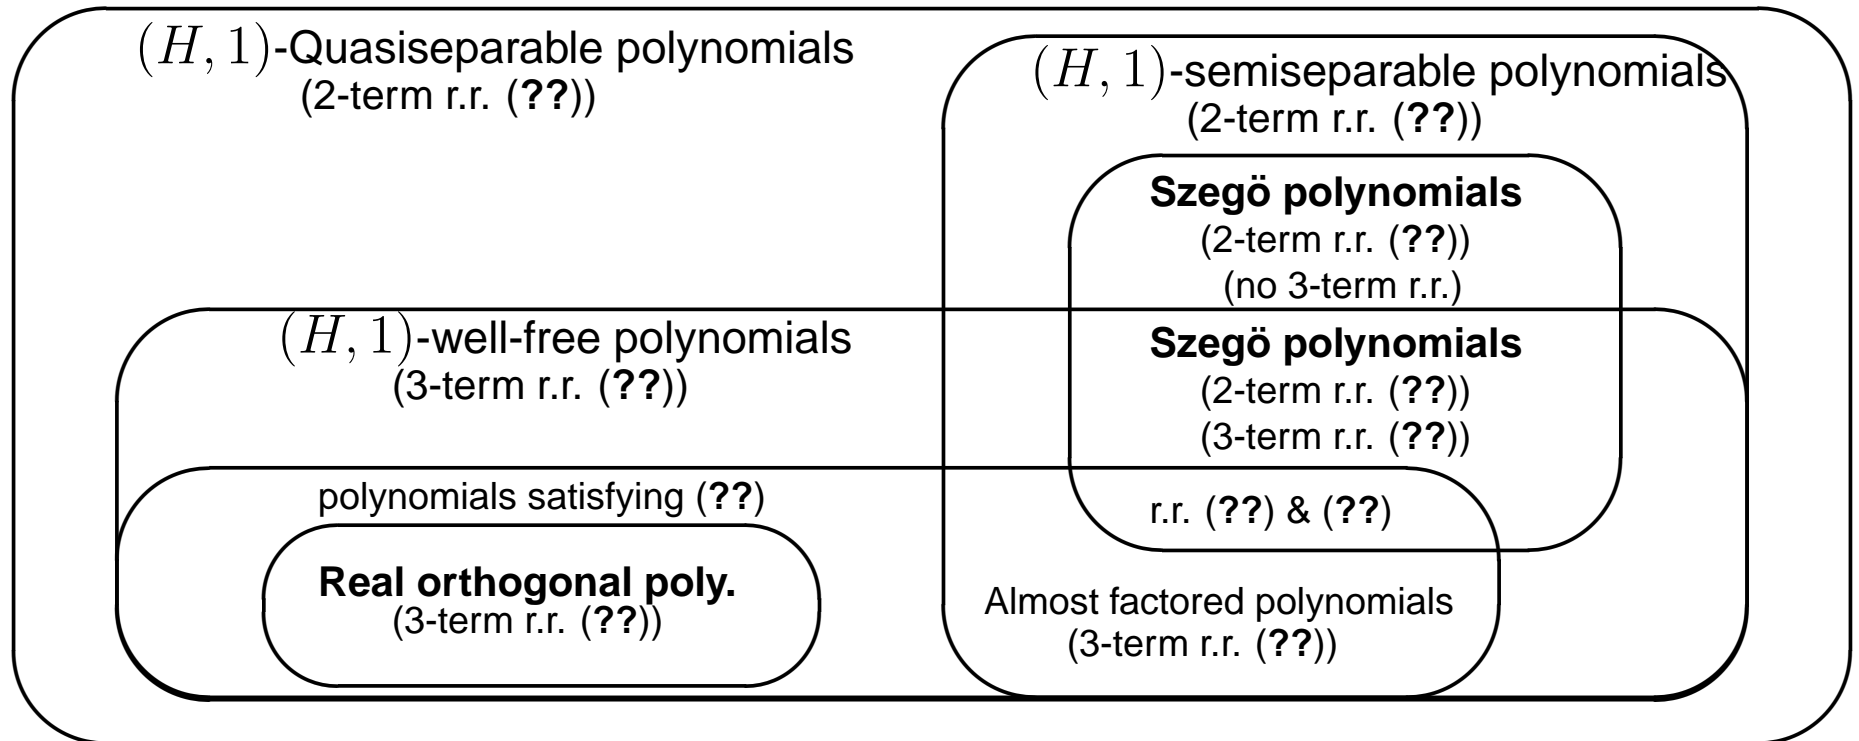 (H, 1)-Quasiseparable polynomials
(2-term r.r. (??))
(H, 1)-semiseparable polynomials
(2-term r.r. (??))
Szegö polynomials
(2-term r.r. (??))
(no 3-term r.r.)
(H, 1)-well-free polynomials
(3-term r.r. (??))
Szegö polynomials
(2-term r.r. (??))
(3-term r.r. (??))
polynomials satisfying (??)
r.r. (??) & (??)
Real orthogonal poly.
(3-term r.r. (??))
Almost factored polynomials
(3-term r.r. (??))